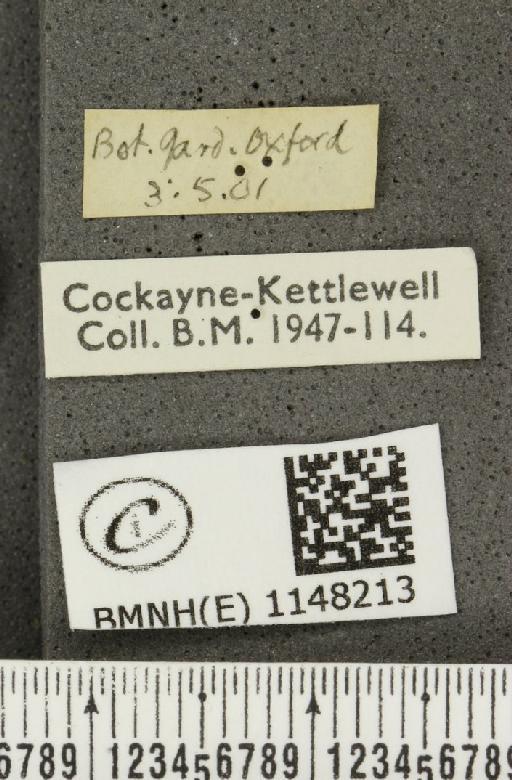 Bot. Gard. Oxford
3. 5. 01
Cockayne-Kettlewell
Coll. B.M. 1947-114.
C
BMNH(E) 1148213
6789 123456789 123456789